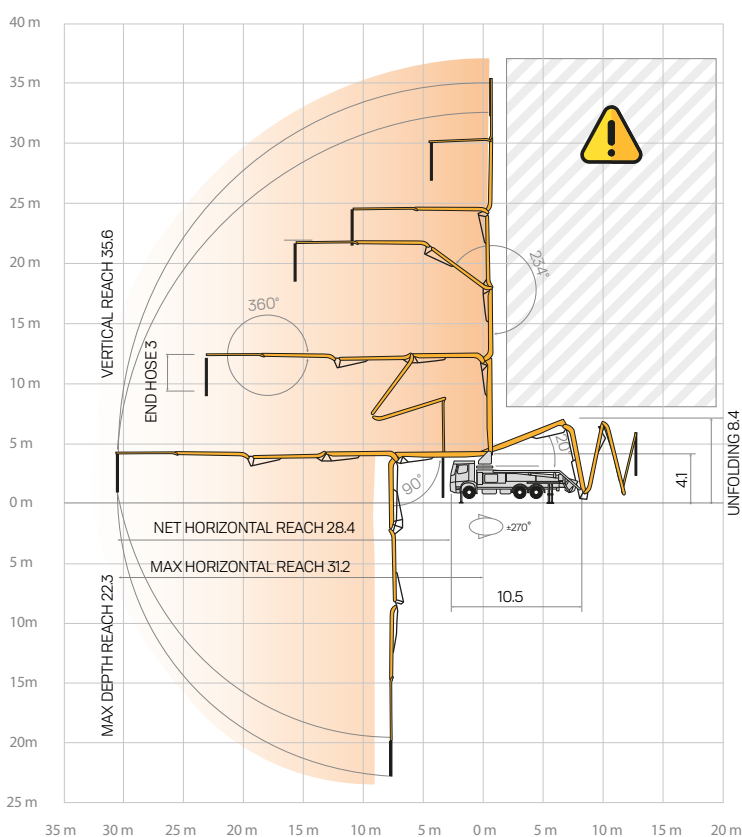 40 m
35 m
30 m
25 m
20 m
15 m
10 m
5 m
0 m
5 m
10 m
15 m
20 m
25 m
VERTICAL REACH 35.6
END HOSE 3
360°
234°
20°
90°
±270°
4.1
UNFOLDING 8.4
NET HORIZONTAL REACH 28.4
MAX HORIZONTAL REACH 31.2
10.5
MAX DEPTH REACH 22.3
35 m 30 m 25 m 20 m 15 m 10 m 5 m 0 m 5 m 10 m 15 m 20 m